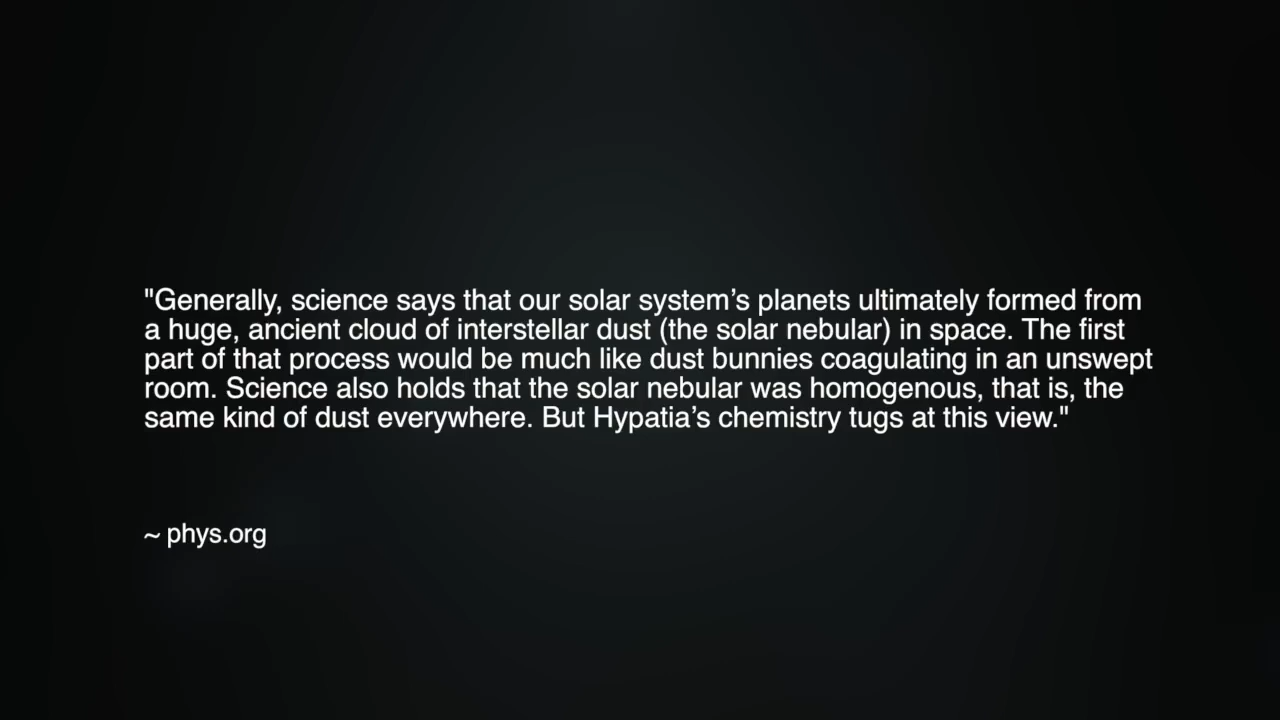 "Generally, science says that our solar system’s planets ultimately formed from
a huge, ancient cloud of interstellar dust (the solar nebular) in space. The first
part of that process would be much like dust bunnies coagulating in an unswept
room. Science also holds that the solar nebular was homogenous, that is, the
same kind of dust everywhere. But Hypatia’s chemistry tugs at this view."
~ phys.org